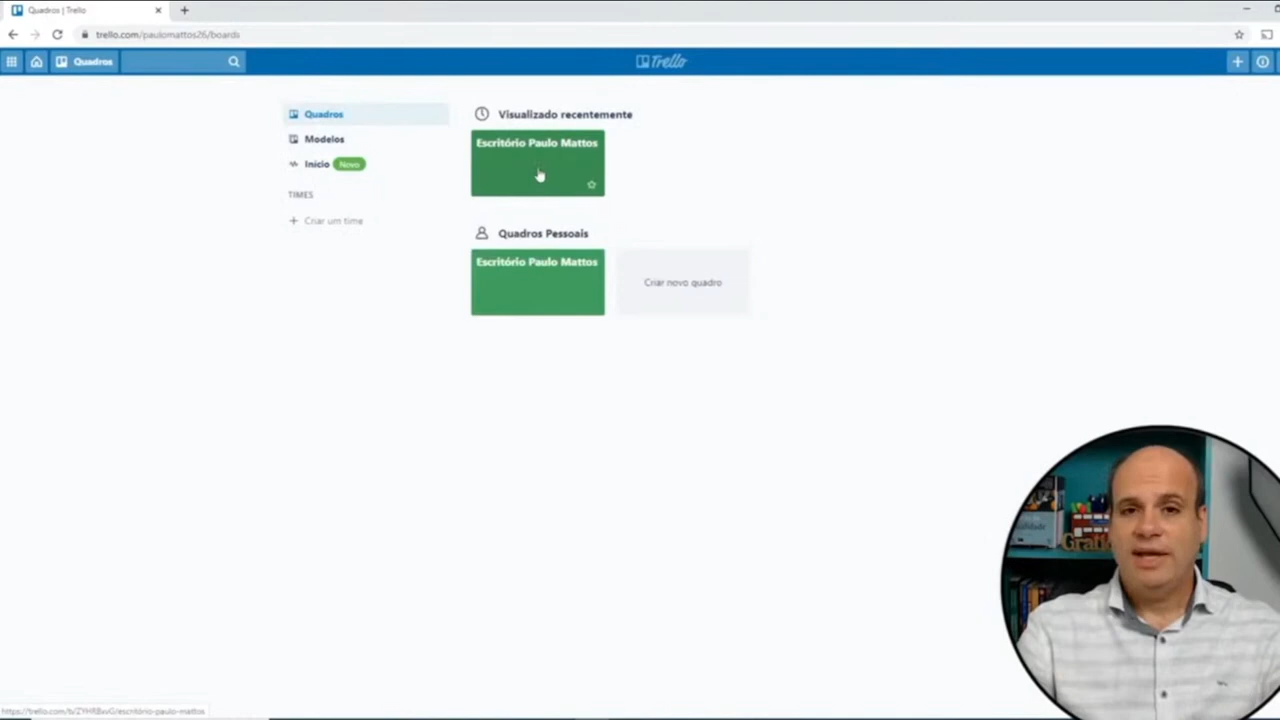 Quadros | Trello
trello.com/paulomattos26/boards
Quadros
Trello
Quadros
Modelos
Início Novo
TIMES
+ Criar um time
Visualizado recentemente
Escritório Paulo Mattos
Quadros Pessoais
Escritório Paulo Mattos
Criar novo quadro